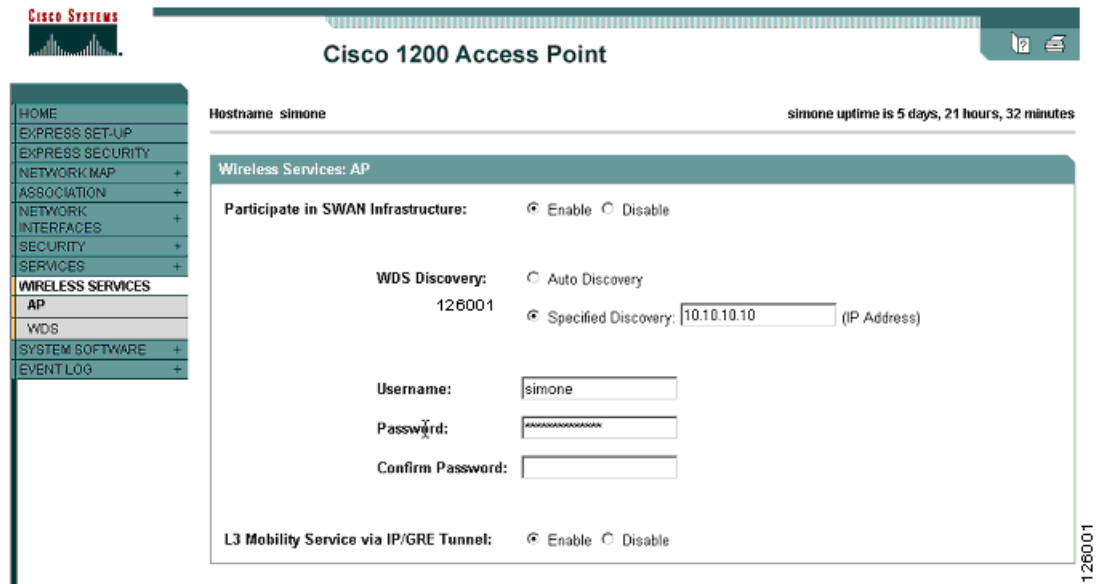 CISCO SYSTEMS
Cisco 1200 Access Point
HOME
EXPRESS SET-UP
EXPRESS SECURITY
NETWORK MAP +
ASSOCIATION +
NETWORK
INTERFACES +
SECURITY +
SERVICES +
WIRELESS SERVICES
AP
WDS
SYSTEM SOFTWARE +
EVENT LOG +
Hostname simone
simone uptime is 5 days, 21 hours, 32 minutes
Wireless Services: AP
Participate in SWAN Infrastructure: Enable Disable
WDS Discovery: Auto Discovery
126001
Specified Discovery: 10.10.10.10 (IP Address)
Username: simone
Password: **************
Confirm Password:
L3 Mobility Service via IP/GRE Tunnel: Enable Disable
126001